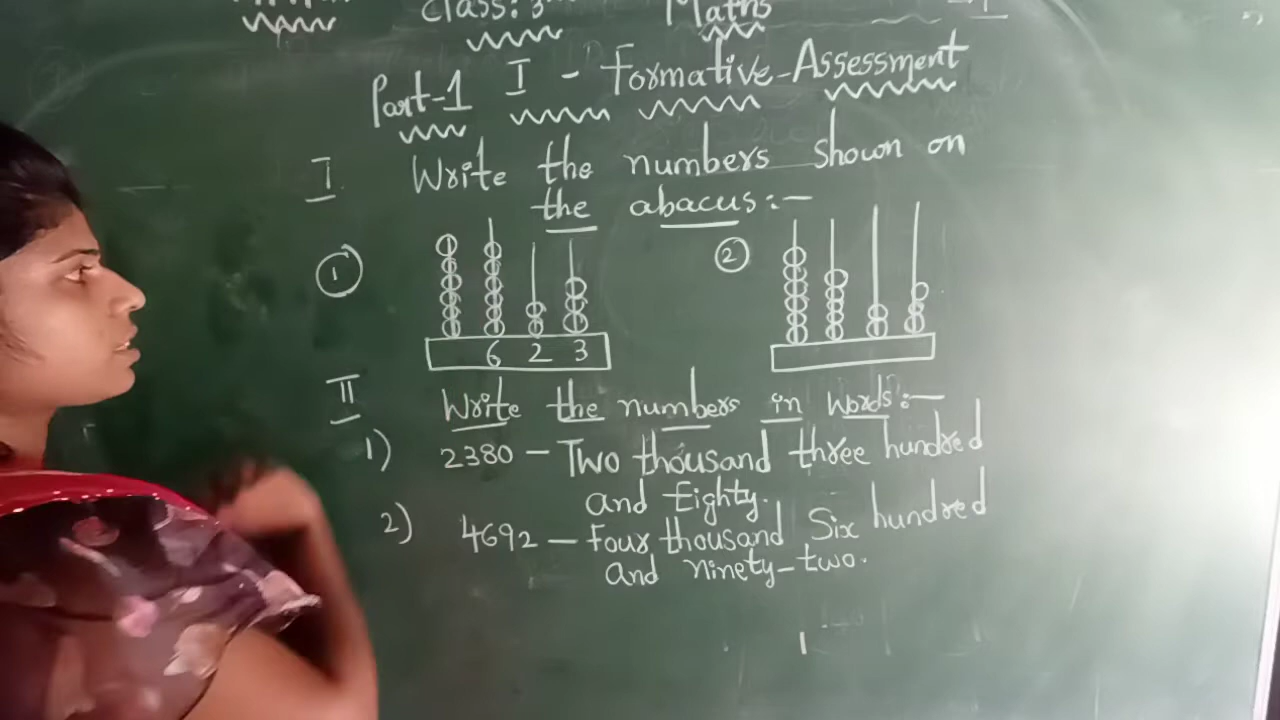 Class: 3 Maths
Part-1 I - Formative-Assessment
I Write the numbers shown on
the abacus:-
1 2
6 2 3
II Write the numbers in Words:-
1) 2380 - Two thousand three hundred
and Eighty.
2) 4692 - Four thousand Six hundred
and ninety-two.